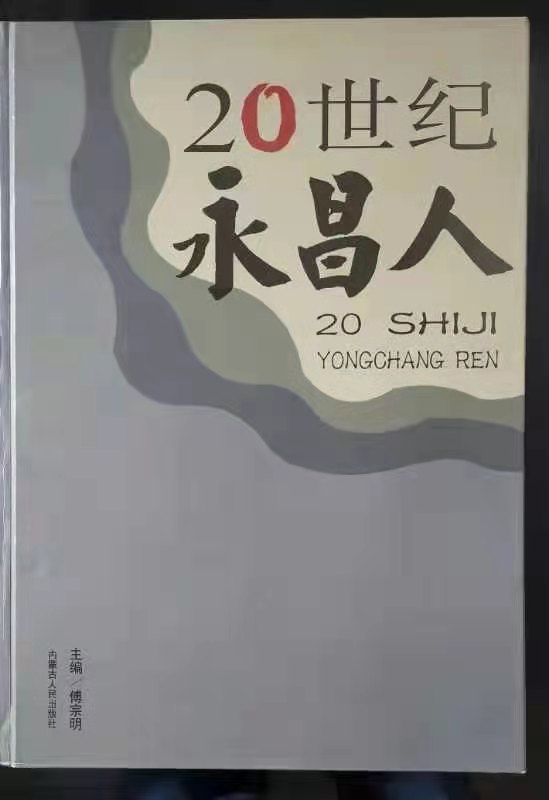 20世纪
永昌人
20 SHIJI
YONGCHANG REN
主编/傅宗明
内蒙古人民出版社